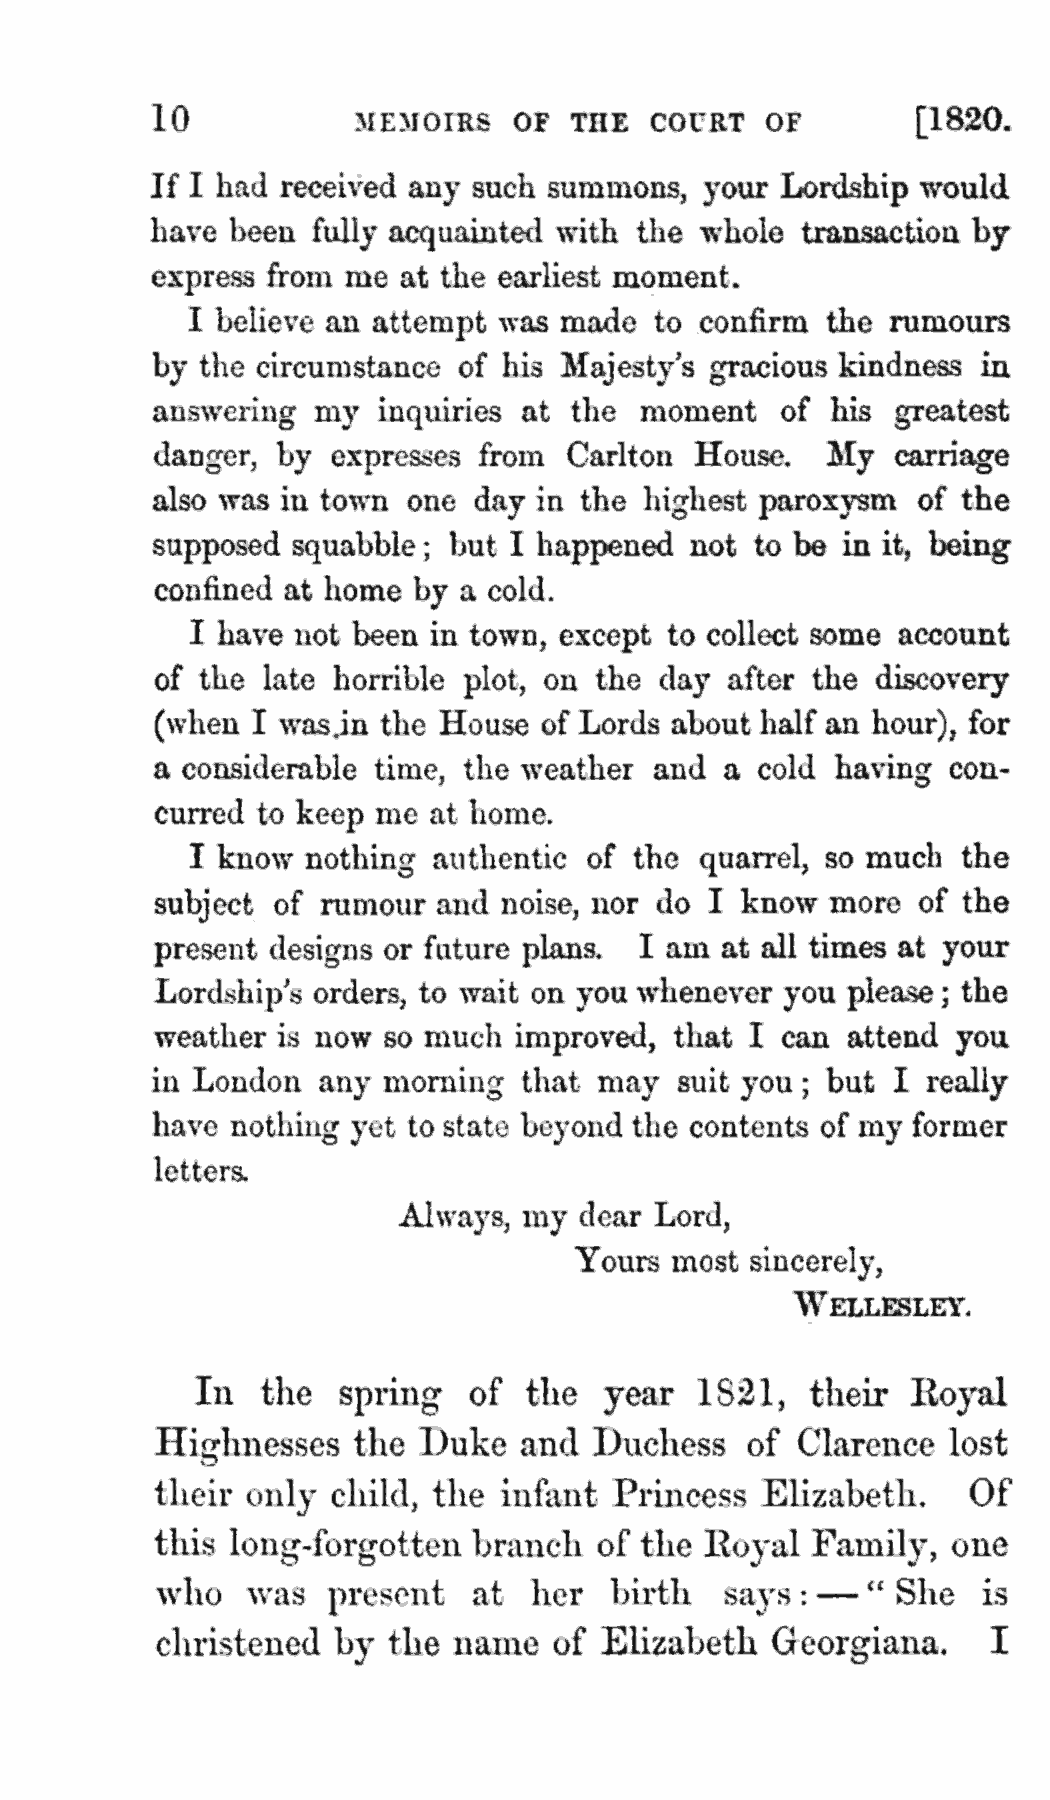 10 MEMOIRS OF THE COURT OF [1820.
If I had received any such summons, your Lordship would
have been fully acquainted with the whole transaction by
express from me at the earliest moment.
I believe an attempt was made to confirm the rumours
by the circumstance of his Majesty's gracious kindness in
answering my inquiries at the moment of his greatest
danger, by expresses from Carlton House. My carriage
also was in town one day in the highest paroxysm of the
supposed squabble; but I happened not to be in it, being
confined at home by a cold.
I have not been in town, except to collect some account
of the late horrible plot, on the day after the discovery
(when I was in the House of Lords about half an hour), for
a considerable time, the weather and a cold having con-
curred to keep me at home.
I know nothing authentic of the quarrel, so much the
subject of rumour and noise, nor do I know more of the
present designs or future plans. I am at all times at your
Lordship's orders, to wait on you whenever you please; the
weather is now so much improved, that I can attend you
in London any morning that may suit you; but I really
have nothing yet to state beyond the contents of my former
letters.
Always, my dear Lord,
Yours most sincerely,
WELLESLEY.
In the spring of the year 1821, their Royal
Highnesses the Duke and Duchess of Clarence lost
their only child, the infant Princess Elizabeth. Of
this long-forgotten branch of the Royal Family, one
who was present at her birth says:—"She is
christened by the name of Elizabeth Georgiana. I